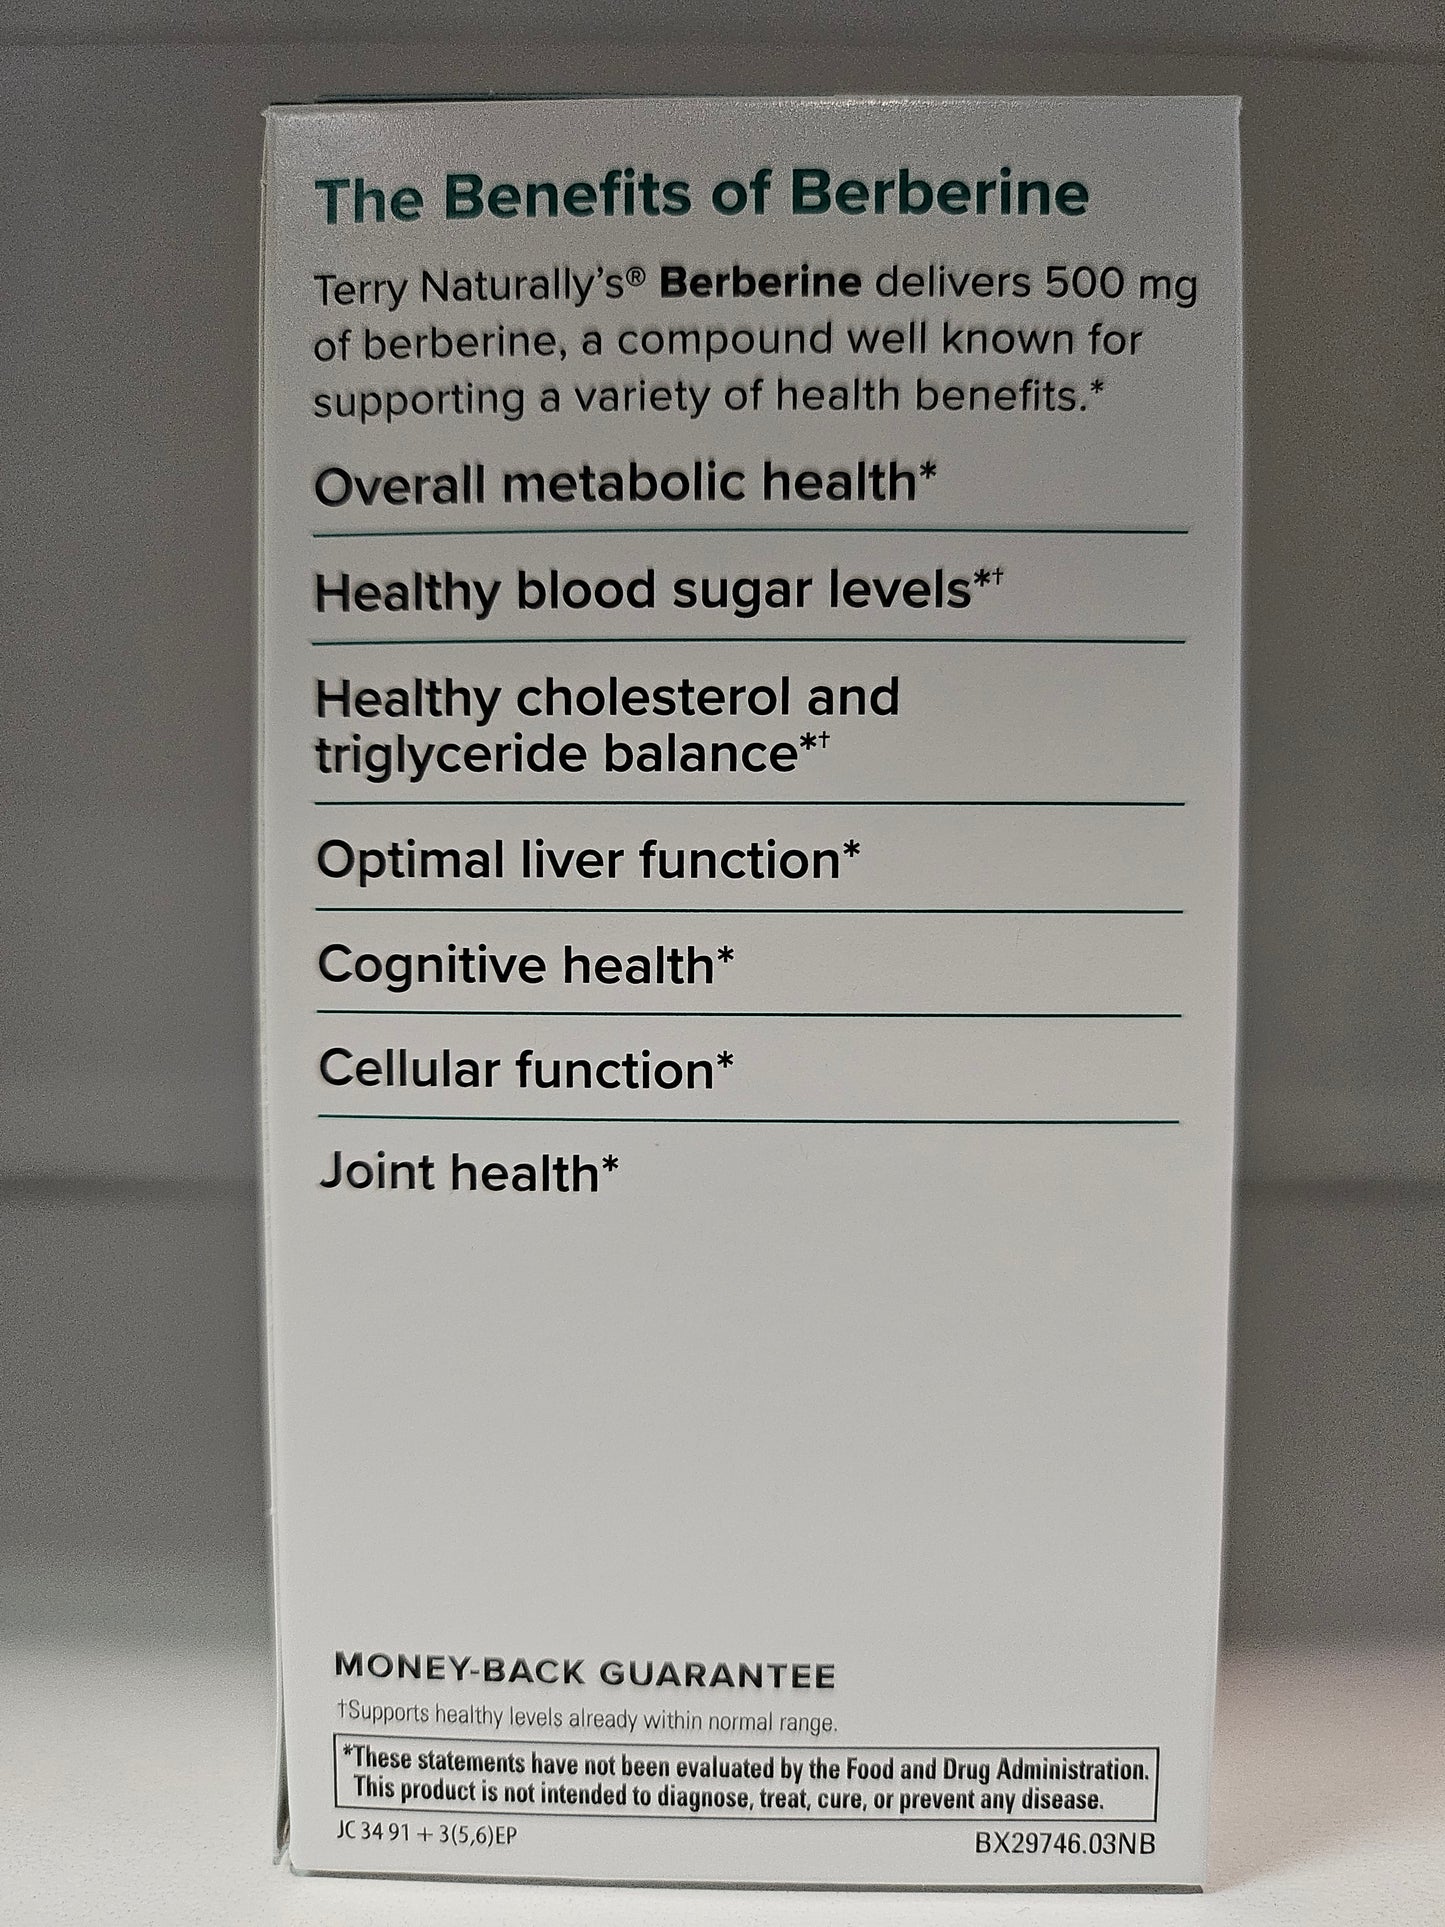 The Benefits of Berberine
Terry Naturally's® Berberine delivers 500 mg
of berberine, a compound well known for
supporting a variety of health benefits.*
Overall metabolic health*
Healthy blood sugar levels*†
Healthy cholesterol and
triglyceride balance*†
Optimal liver function*
Cognitive health*
Cellular function*
Joint health*
MONEY-BACK GUARANTEE
†Supports healthy levels already within normal range.
*These statements have not been evaluated by the Food and Drug Administration.
This product is not intended to diagnose, treat, cure, or prevent any disease.
JC 34 91 + 3(5,6)EP
BX29746.03NB